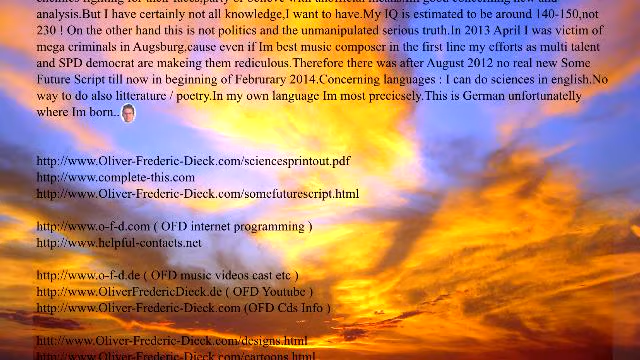 analysis.But I have certainly not all knowledge,I want to have.My IQ is estimated to be around 140-150,not
230 ! On the other hand this is not politics and the unmanipulated serious truth.In 2013 April I was victim of
mega criminals in Augsburg,cause even if Im best music composer in the first line my efforts as multi talent
and SPD democrat are makeing them rediculous.Therefore there was after August 2012 no real new Some
Future Script till now in beginning of Februrary 2014.Concerning languages : I can do sciences in english.No
way to do also litterature / poetry.In my own language Im most preciesely.This is German unfortunatelly
where Im born..
http://www.Oliver-Frederic-Dieck.com/sciencesprintout.pdf
http://www.complete-this.com
http://www.Oliver-Frederic-Dieck.com/somefuturescript.html
http://www.o-f-d.com ( OFD internet programming )
http://www.helpful-contacts.net
http://www.o-f-d.de ( OFD music videos cast etc )
http://www.OliverFredericDieck.de ( OFD Youtube )
http://www.Oliver-Frederic-Dieck.com (OFD Cds Info )
http://www.Oliver-Frederic-Dieck.com/designs.html
http://www.Oliver-Frederic-Dieck.com/cartoons.html